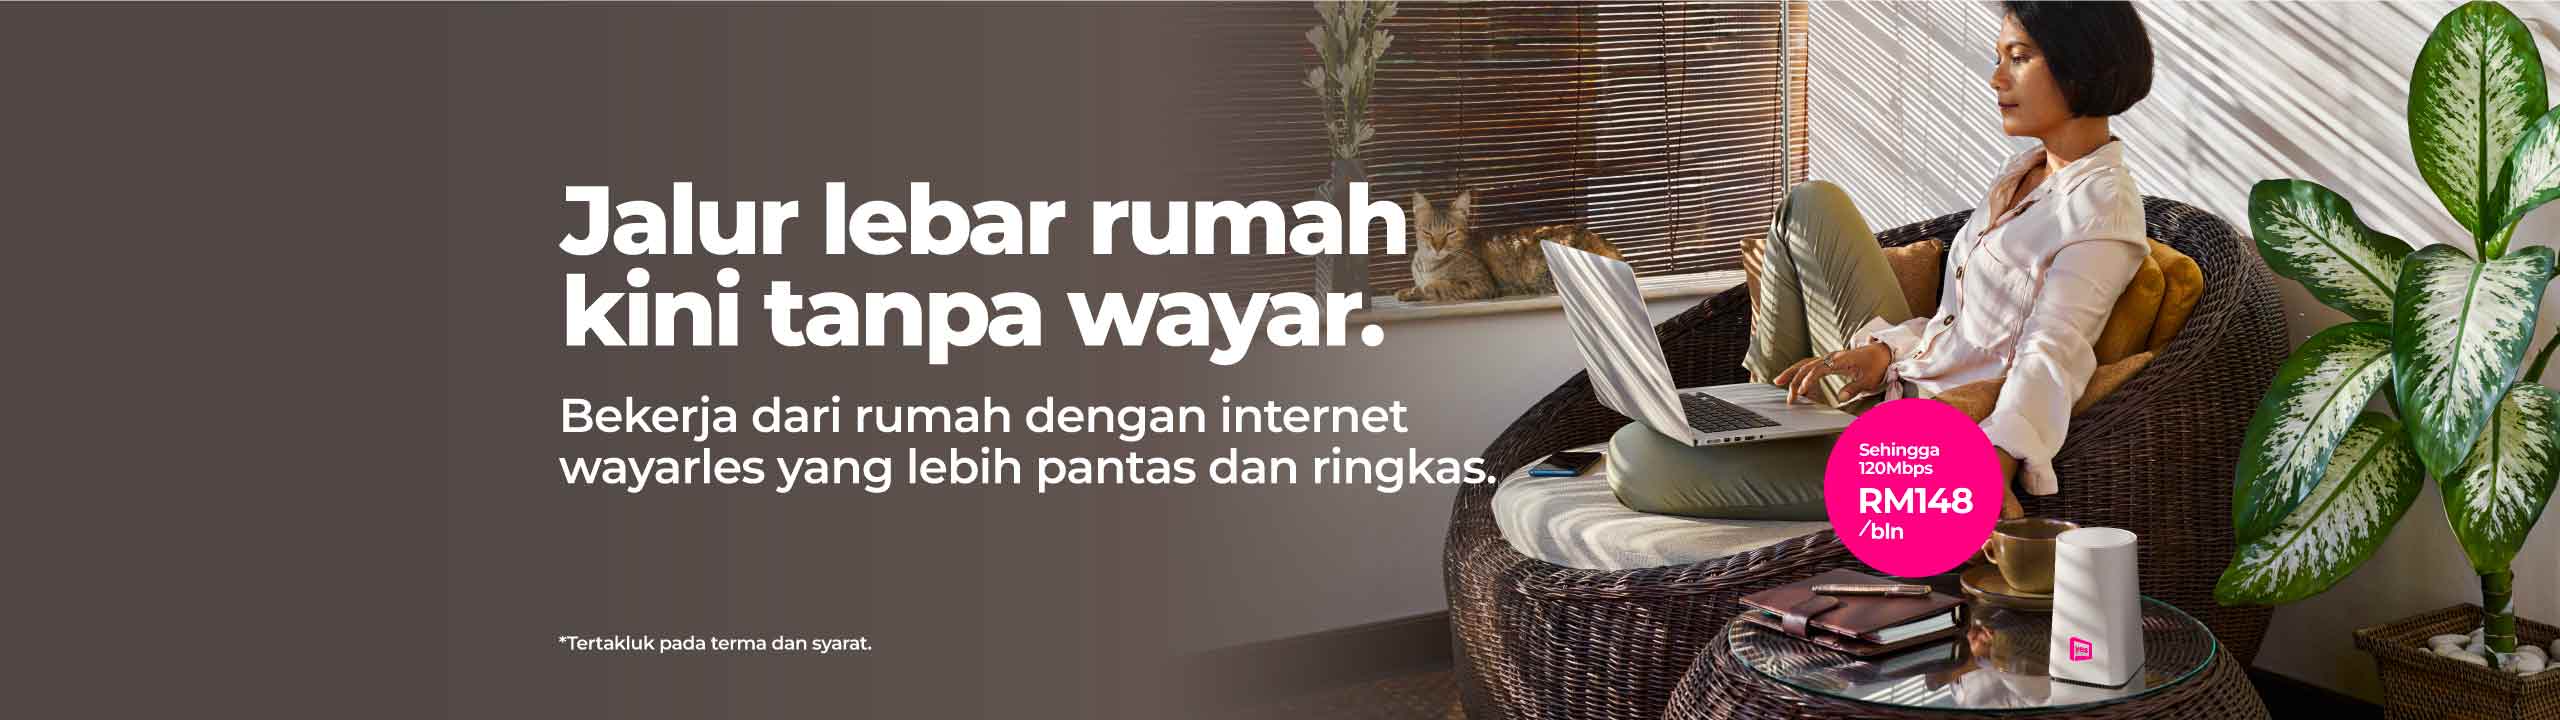 Jalur lebar rumah
kini tanpa wayar.
Bekerja dari rumah dengan internet
wayarles yang lebih pantas dan ringkas.
Sehingga
120Mbps
RM148
/bln
*Tertakluk pada terma dan syarat.
yes